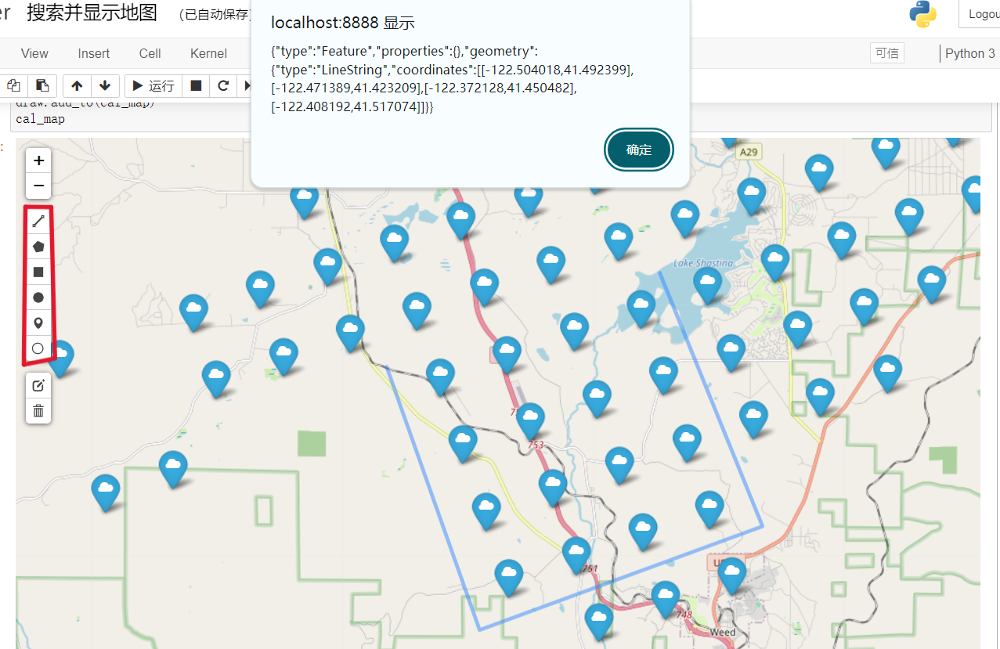 er 搜索并显示地图 (已自动保存)
Logou
localhost:8888 显示
{"type":"Feature","properties":{},"geometry":
{"type":"LineString","coordinates":[[-122.504018,41.492399],
[-122.471389,41.423209],[-122.372128,41.450482],
[-122.408192,41.517074]]}}
确定
View Insert Cell Kernel
可信
Python 3
运行
draw.add_to(cal_map)
cal_map
+
−
A29
Lake Shastina
753
751
748
Weed